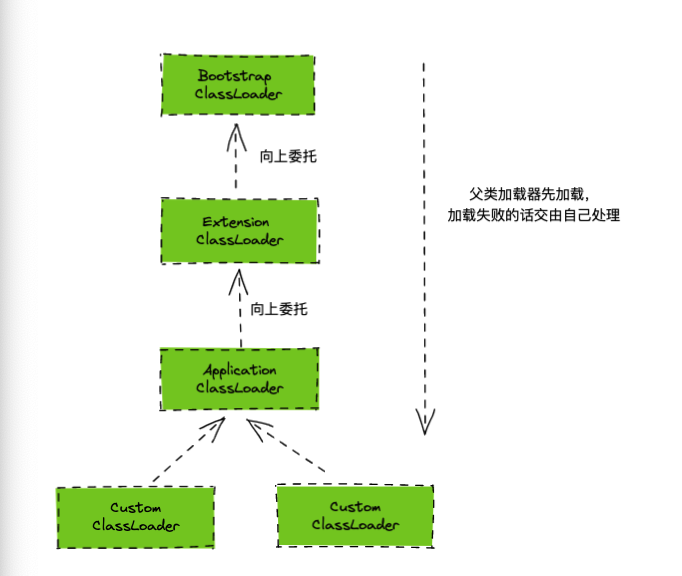 Bootstrap
ClassLoader
向上委托
父类加载器先加载，
加载失败的话交由自己处理
Extension
ClassLoader
向上委托
Application
ClassLoader
Custom
ClassLoader
Custom
ClassLoader